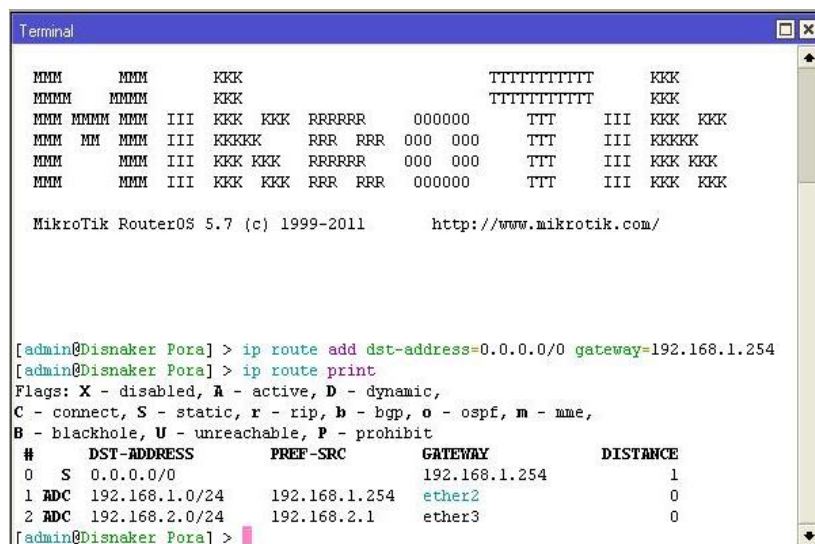 Terminal
MMM MMM KKK TTTTTTTTTTT KKK
MMMM MMMM KKK TTTTTTTTTTT KKK
MMM MMMM MMM III KKK KKK RRRRRR OOOOOO TTT III KKK KKK
MMM MM MMM III KKKKK RRR RRR OOO OOO TTT III KKKKK
MMM MMM III KKK KKK RRRRRR OOO OOO TTT III KKK KKK
MMM MMM III KKK KKK RRR RRR OOOOOO TTT III KKK KKK
MikroTik RouterOS 5.7 (c) 1999-2011 http://www.mikrotik.com/
[admin@Disnaker Pora] > ip route add dst-address=0.0.0.0/0 gateway=192.168.1.254
[admin@Disnaker Pora] > ip route print
Flags: X - disabled, A - active, D - dynamic,
C - connect, S - static, r - rip, b - bgp, o - ospf, m - mme,
B - blackhole, U - unreachable, P - prohibit
# DST-ADDRESS PREF-SRC GATEWAY DISTANCE
0 S 0.0.0.0/0 192.168.1.254 1
1 ADC 192.168.1.0/24 192.168.1.254 ether2 0
2 ADC 192.168.2.0/24 192.168.2.1 ether3 0
[admin@Disnaker Pora] >